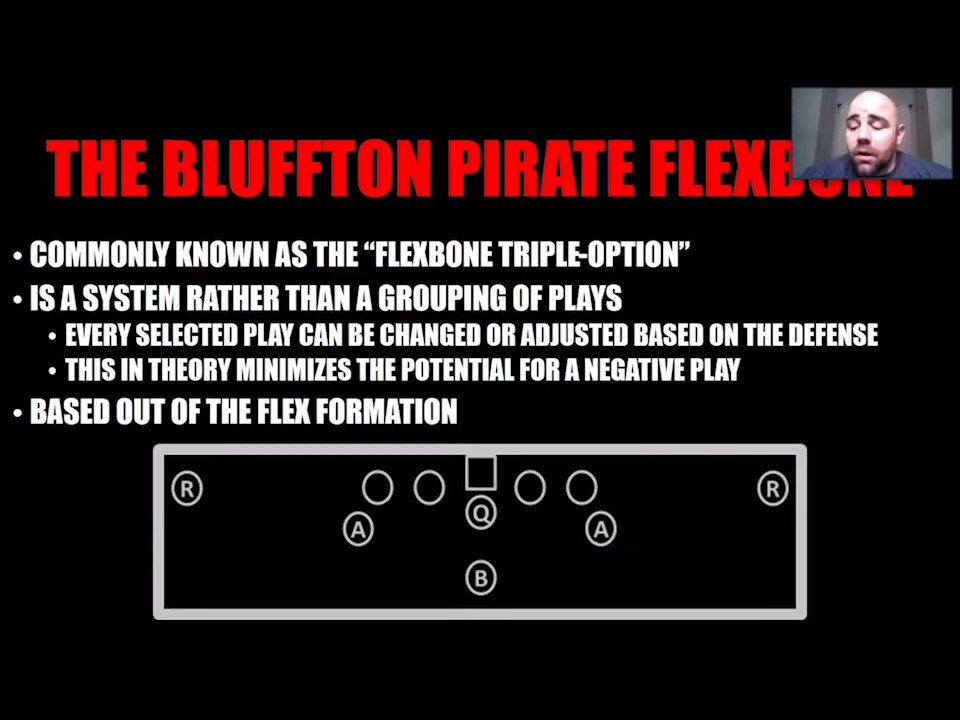 THE BLUFFTON PIRATE FLEXBONE
• COMMONLY KNOWN AS THE “FLEXBONE TRIPLE-OPTION”
• IS A SYSTEM RATHER THAN A GROUPING OF PLAYS
• EVERY SELECTED PLAY CAN BE CHANGED OR ADJUSTED BASED ON THE DEFENSE
• THIS IN THEORY MINIMIZES THE POTENTIAL FOR A NEGATIVE PLAY
• BASED OUT OF THE FLEX FORMATION
R R
Q
A A
B